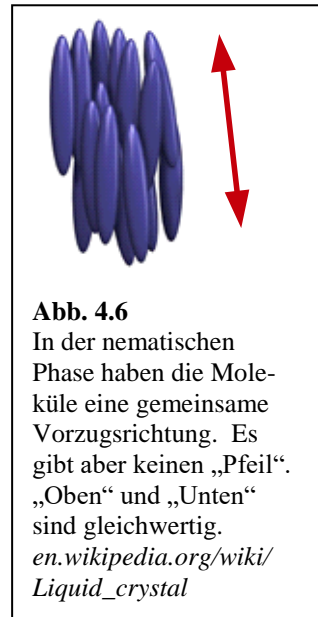 Abb. 4.6
In der nematischen
Phase haben die Mole-
küle eine gemeinsame
Vorzugsrichtung. Es
gibt aber keinen „Pfeil“.
„Oben“ und „Unten“
sind gleichwertig.
en.wikipedia.org/wiki/
Liquid_crystal